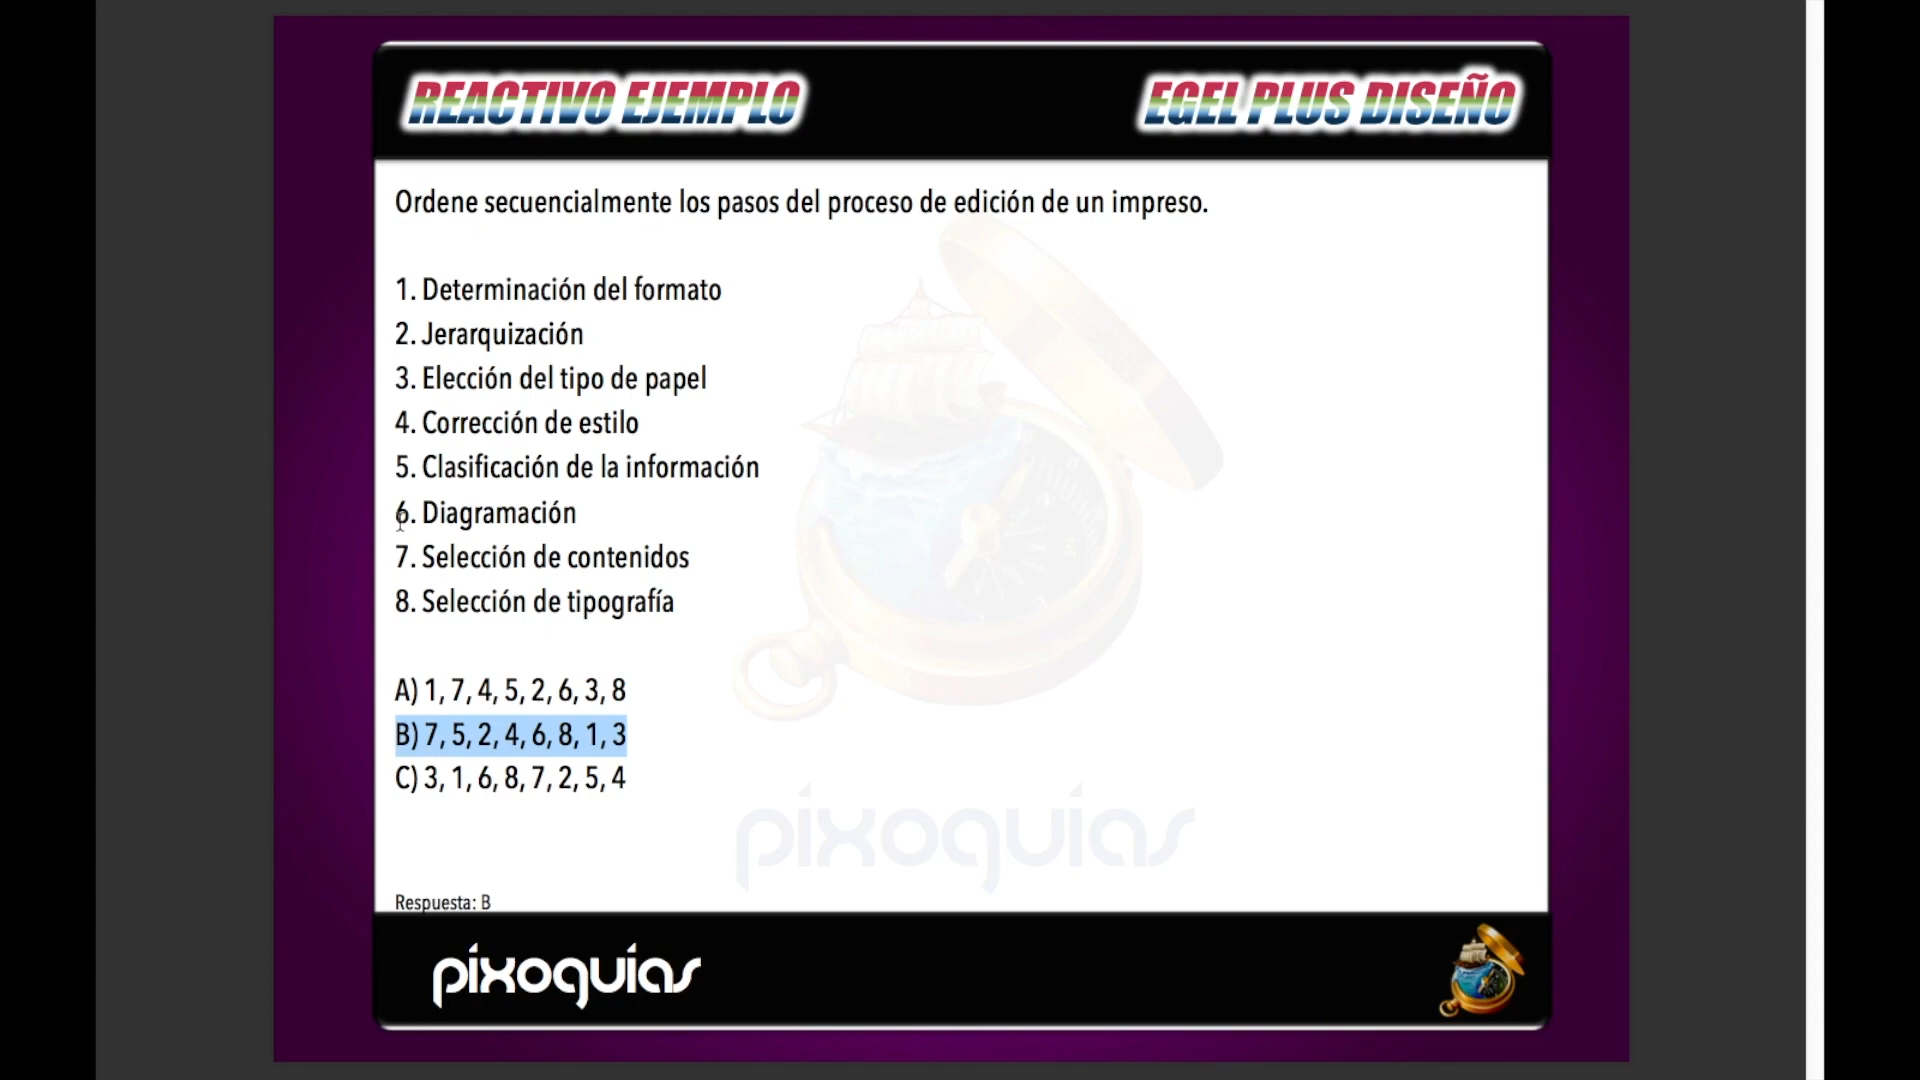 REACTIVO EJEMPLO
EGEL PLUS DISEÑO
Ordene secuencialmente los pasos del proceso de edición de un impreso.
1. Determinación del formato
2. Jerarquización
3. Elección del tipo de papel
4. Corrección de estilo
5. Clasificación de la información
6. Diagramación
7. Selección de contenidos
8. Selección de tipografía
A) 1, 7, 4, 5, 2, 6, 3, 8
B) 7, 5, 2, 4, 6, 8, 1, 3
C) 3, 1, 6, 8, 7, 2, 5, 4
pixoguías
Respuesta: B
pixoguías